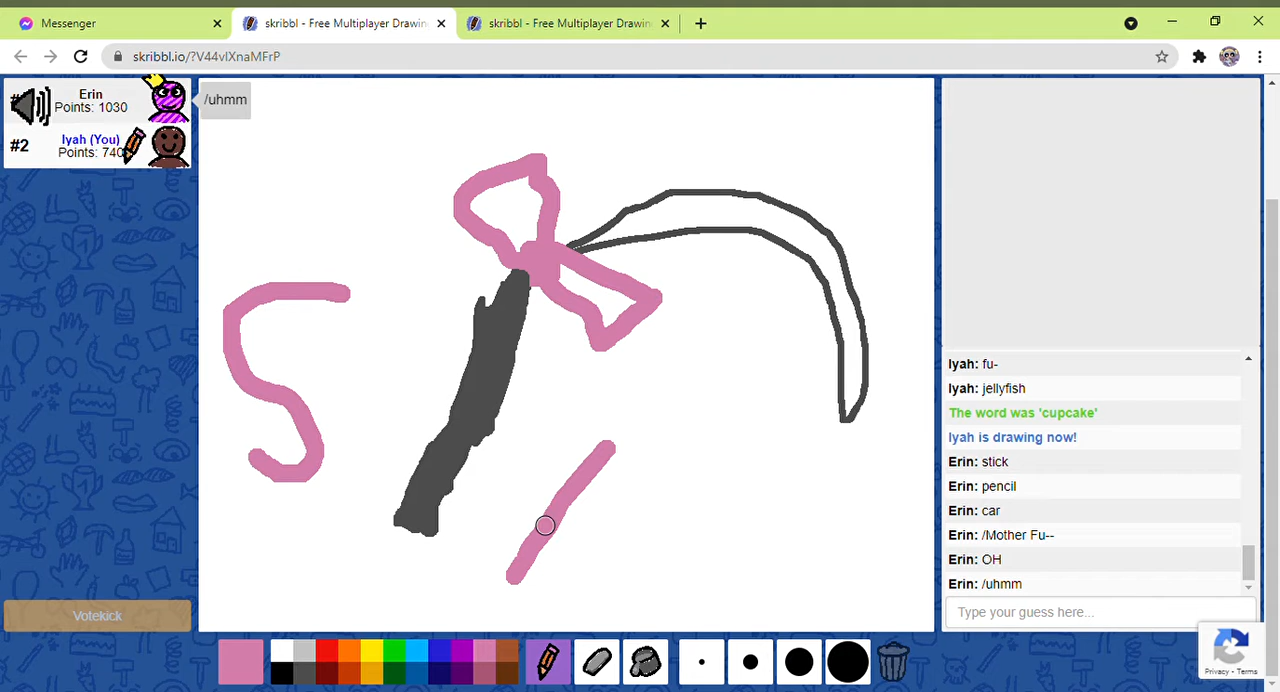 Messenger
skribbl - Free Multiplayer Drawin
skribbl - Free Multiplayer Drawin
skribbl.io/?V44vlXnaMFrP
Erin
Points: 1030
/uhmm
#2
Iyah (You)
Points: 740
S
Iyah: fu-
Iyah: jellyfish
The word was 'cupcake'
Iyah is drawing now!
Erin: stick
Erin: pencil
Erin: car
Erin: /Mother Fu--
Erin: OH
Erin: /uhmm
Votekick
Type your guess here...
Privacy - Terms